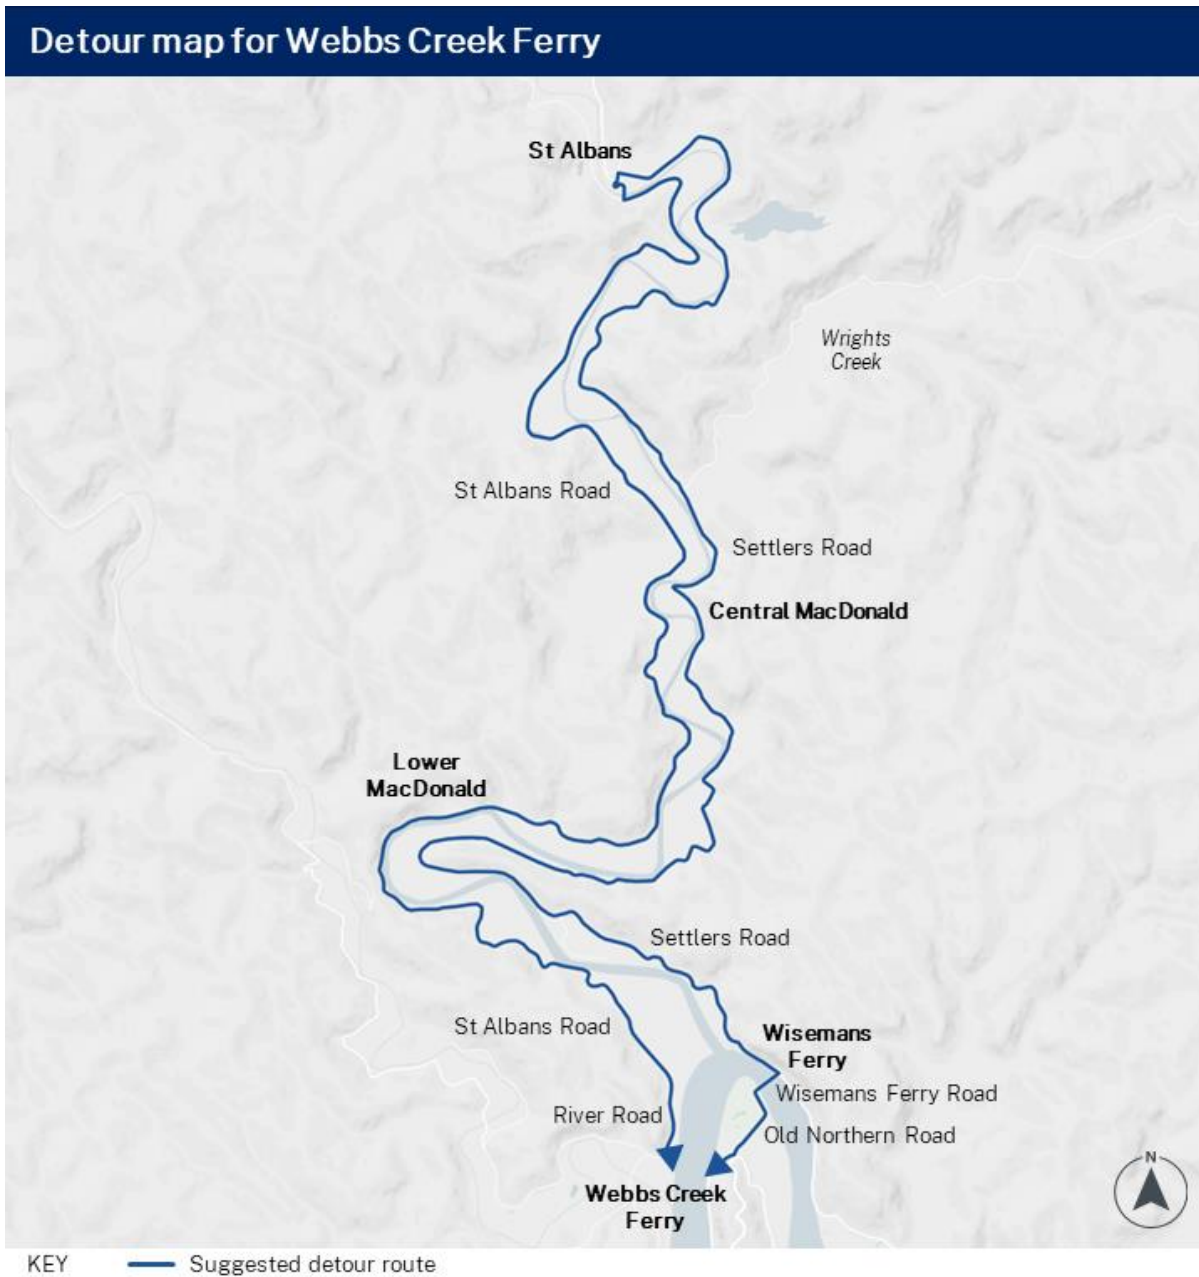 Detour map for Webbs Creek Ferry
St Albans
Wrights
Creek
St Albans Road
Settlers Road
Central MacDonald
Lower
MacDonald
Settlers Road
St Albans Road
Wisemans
Ferry
Wisemans Ferry Road
River Road
Old Northern Road
N
Webbs Creek
Ferry
KEY
Suggested detour route